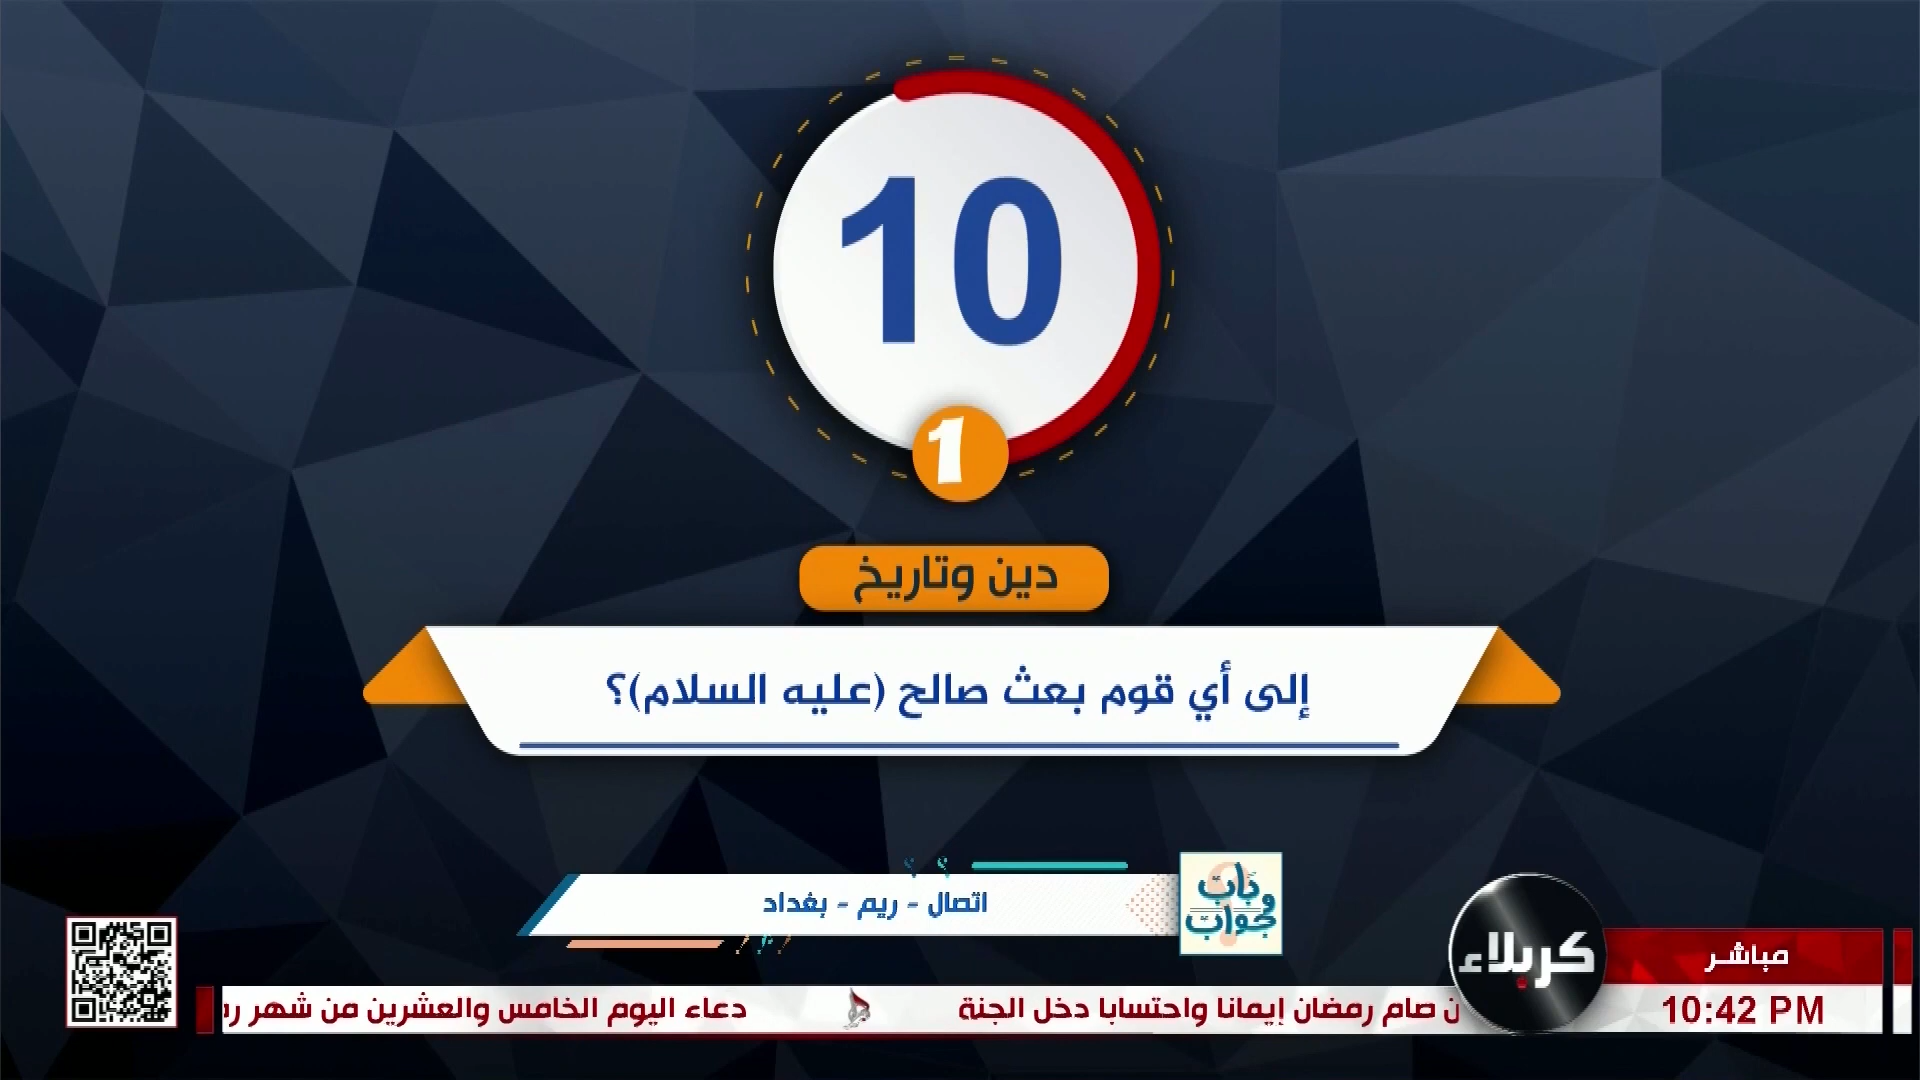 10
1
دين وتاريخ
إلى أي قوم بعث صالح (عليه السلام)؟
باب وجواب
اتصال - ريم - بغداد
كربلاء
مباشر
10:42 PM
ن صام رمضان إيمانا واحتسابا دخل الجنة
دعاء اليوم الخامس والعشرين من شهر